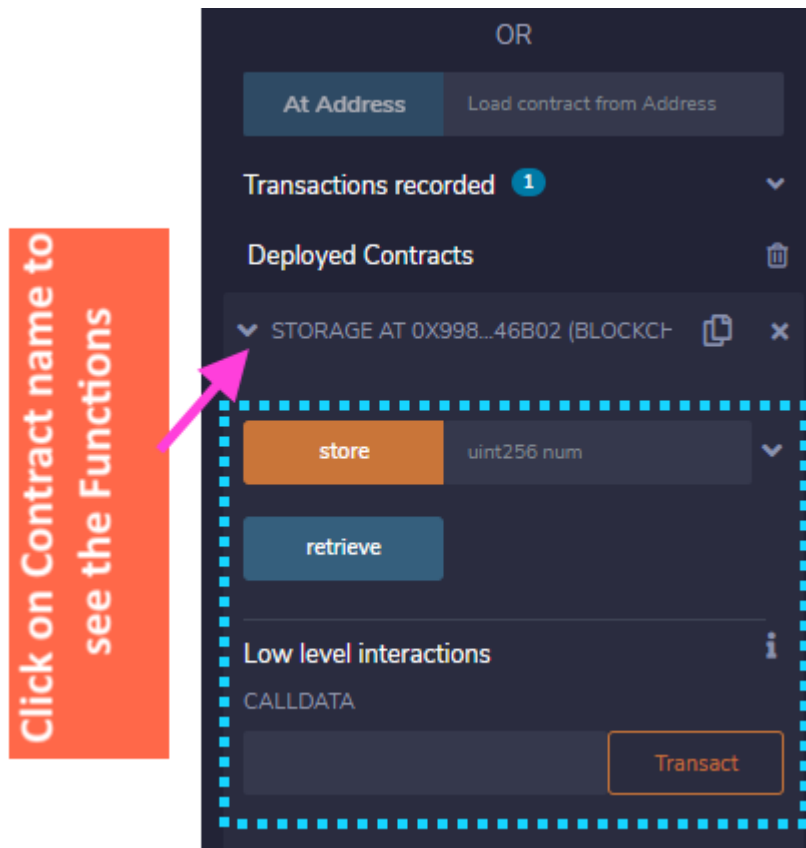 OR
At Address
Load contract from Address
Transactions recorded 1
Deployed Contracts
STORAGE AT 0X998...46B02 (BLOCKCH
store
uint256 num
retrieve
Low level interactions
i
CALLDATA
Transact
Click on Contract name to
see the Functions